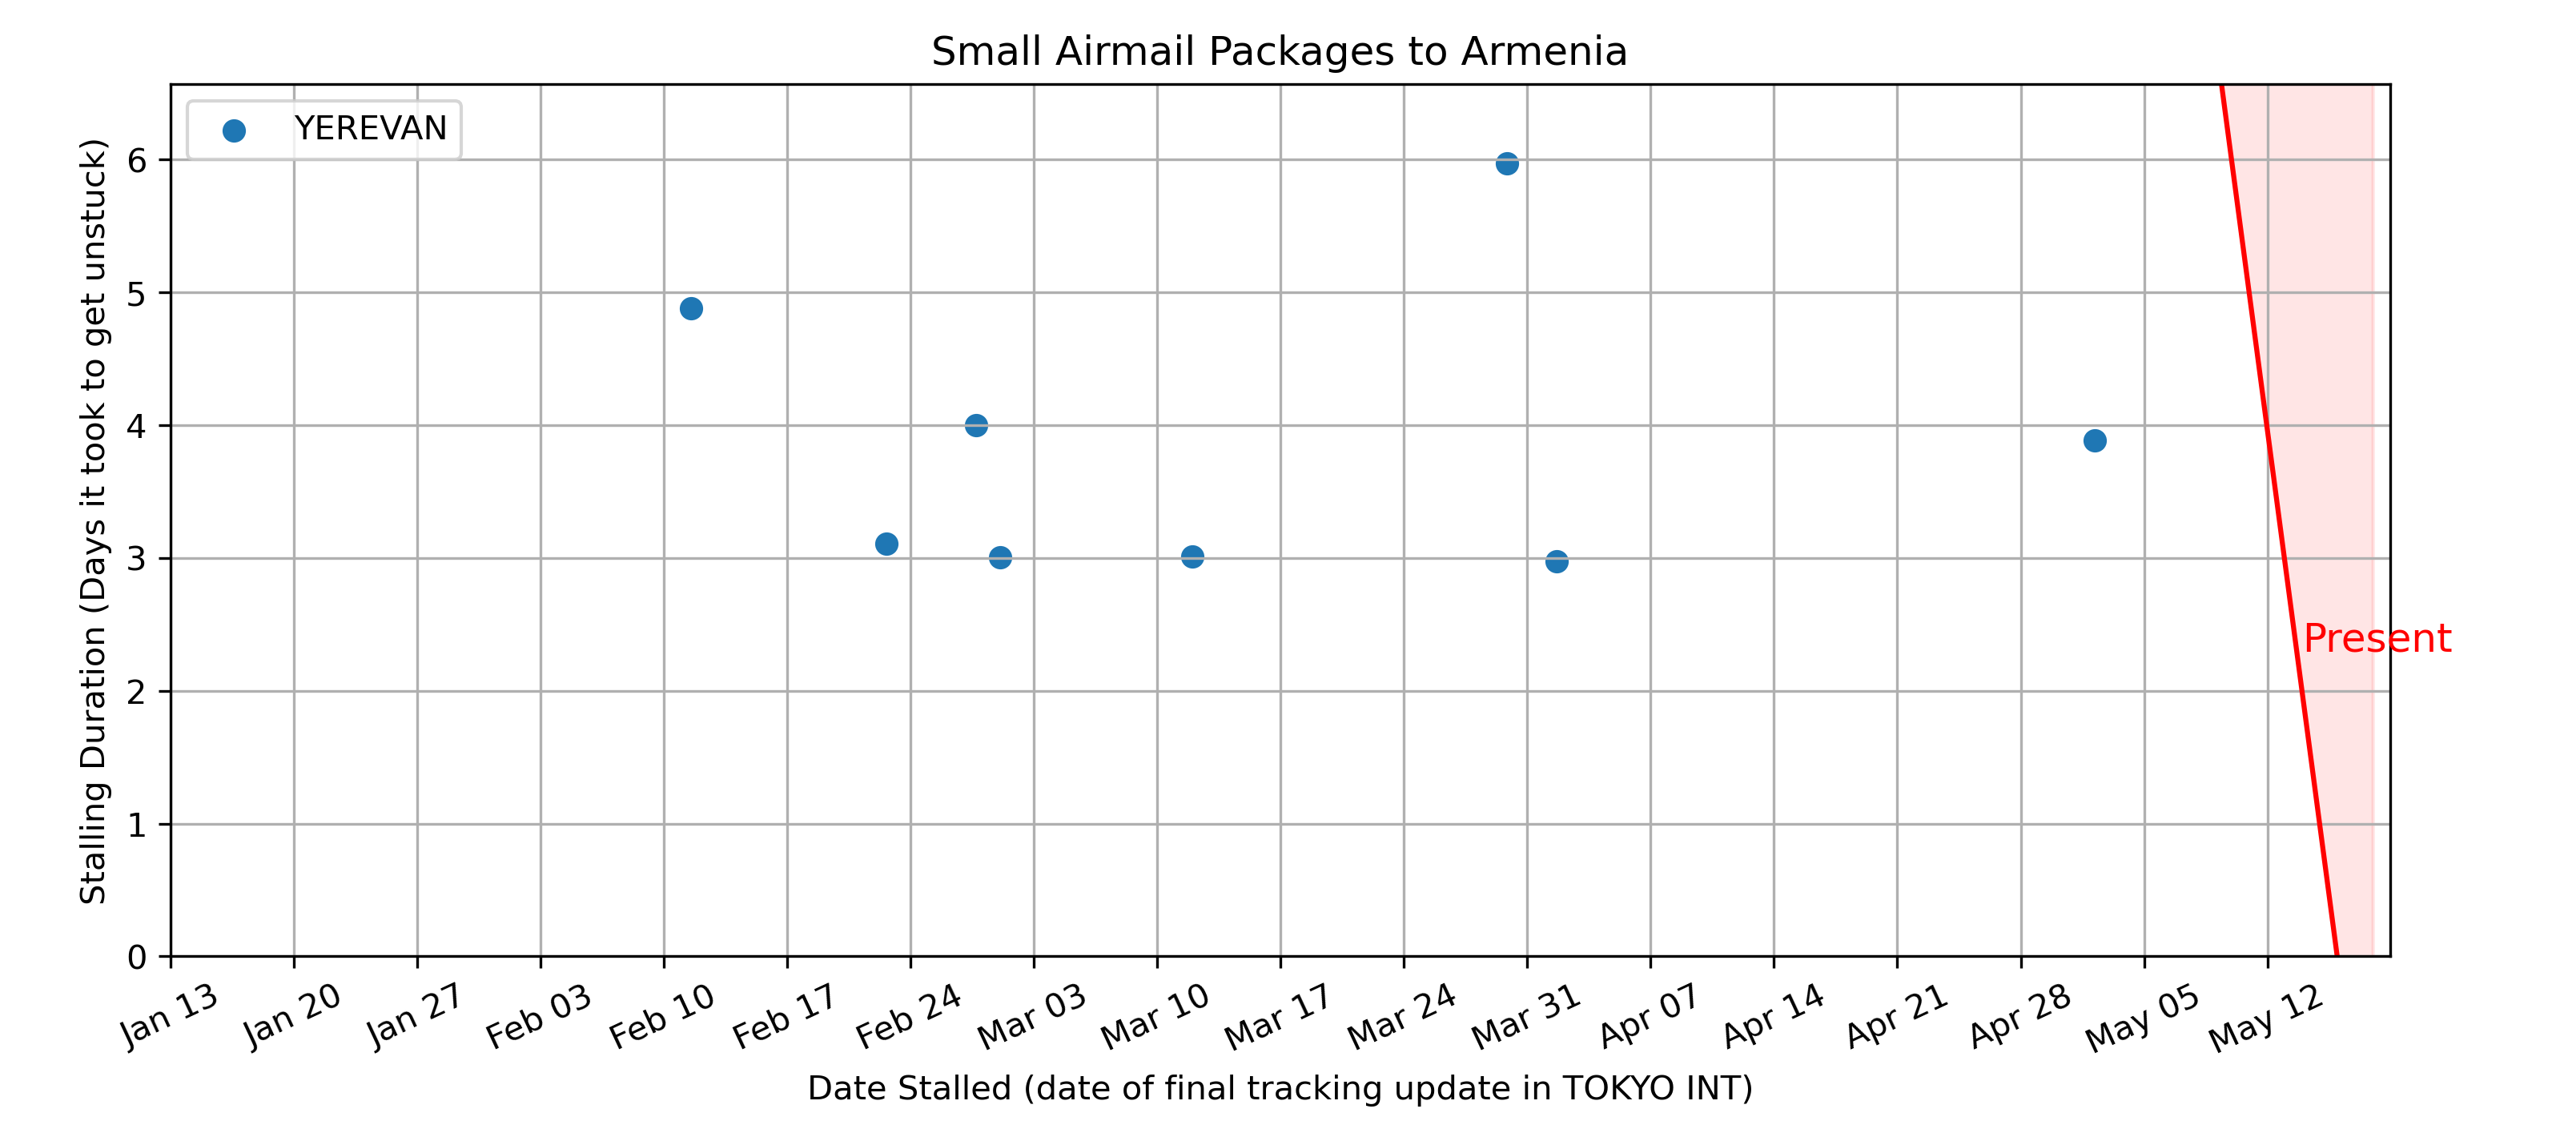 Small Airmail Packages to Armenia
YEREVAN
Stalling Duration (Days it took to get unstuck)
6
5
4
3
2
1
0
Present
Jan 13 Jan 20 Jan 27 Feb 03 Feb 10 Feb 17 Feb 24 Mar 03 Mar 10 Mar 17 Mar 24 Mar 31 Apr 07 Apr 14 Apr 21 Apr 28 May 05 May 12
Date Stalled (date of final tracking update in TOKYO INT)